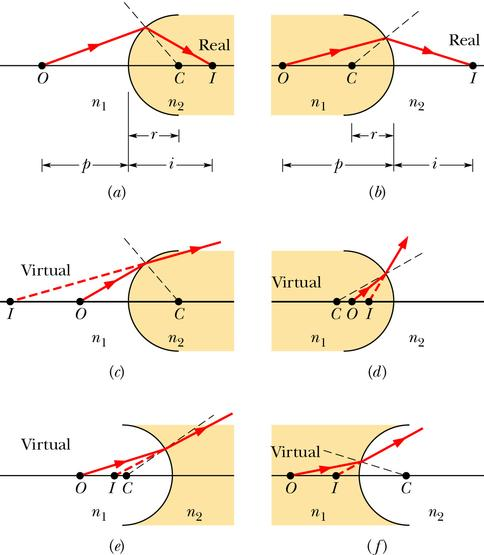 Real
O C I
n1 n2
r
p i
(a)
Real
O C I
n1 n2
r
p i
(b)
Virtual
I O C
n1 n2
(c)
Virtual
C O I
n1 n2
(d)
Virtual
O I C
n1 n2
(e)
Virtual
O I C
n1 n2
(f)